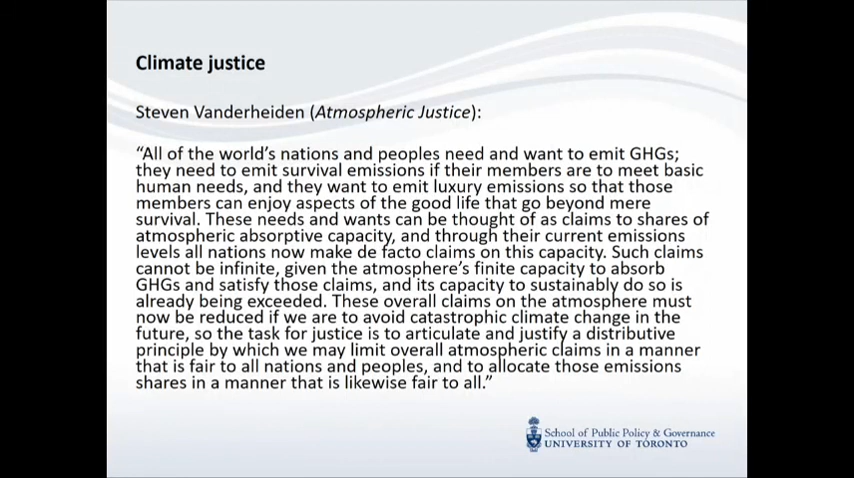 Climate justice
Steven Vanderheiden (Atmospheric Justice):
“All of the world’s nations and peoples need and want to emit GHGs;
they need to emit survival emissions if their members are to meet basic
human needs, and they want to emit luxury emissions so that those
members can enjoy aspects of the good life that go beyond mere
survival. These needs and wants can be thought of as claims to shares of
atmospheric absorptive capacity, and through their current emissions
levels all nations now make de facto claims on this capacity. Such claims
cannot be infinite, given the atmosphere’s finite capacity to absorb
GHGs and satisfy those claims, and its capacity to sustainably do so is
already being exceeded. These overall claims on the atmosphere must
now be reduced if we are to avoid catastrophic climate change in the
future, so the task for justice is to articulate and justify a distributive
principle by which we may limit overall atmospheric claims in a manner
that is fair to all nations and peoples, and to allocate those emissions
shares in a manner that is likewise fair to all.”
School of Public Policy & Governance
UNIVERSITY OF TORONTO